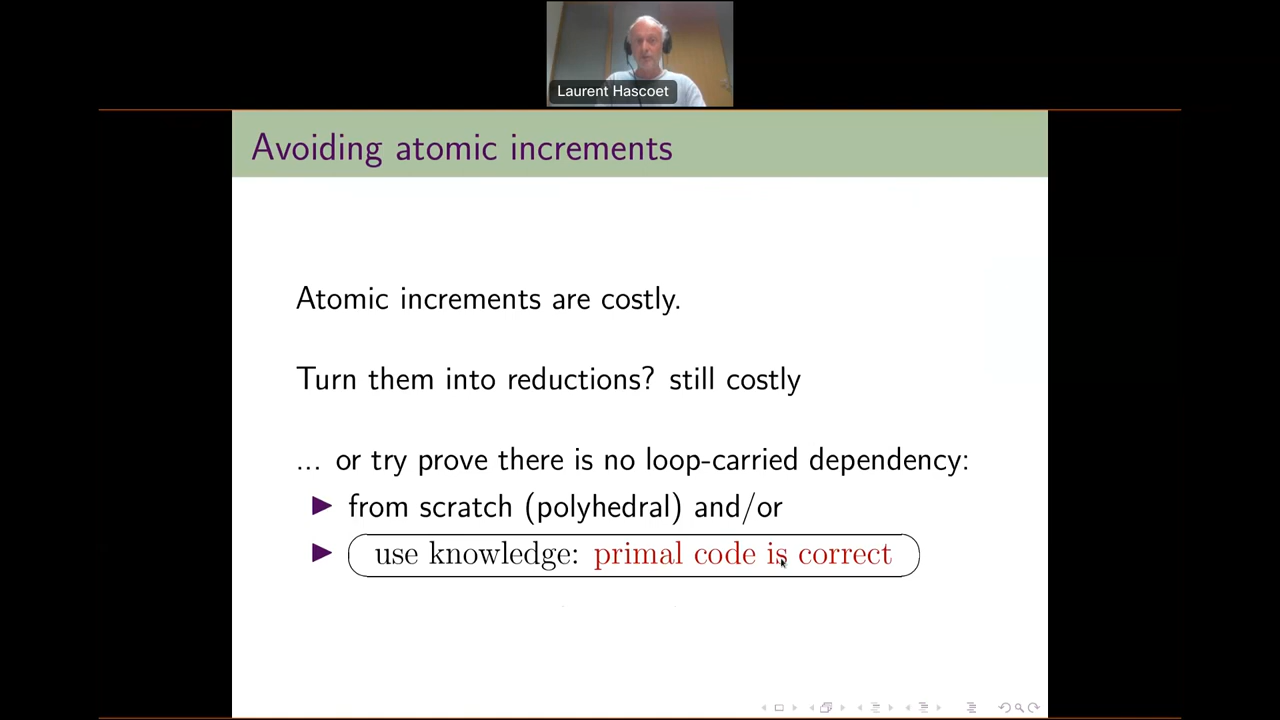 Laurent Hascoet
Avoiding atomic increments
Atomic increments are costly.
Turn them into reductions? still costly
... or try prove there is no loop-carried dependency:
from scratch (polyhedral) and/or
use knowledge: primal code is correct